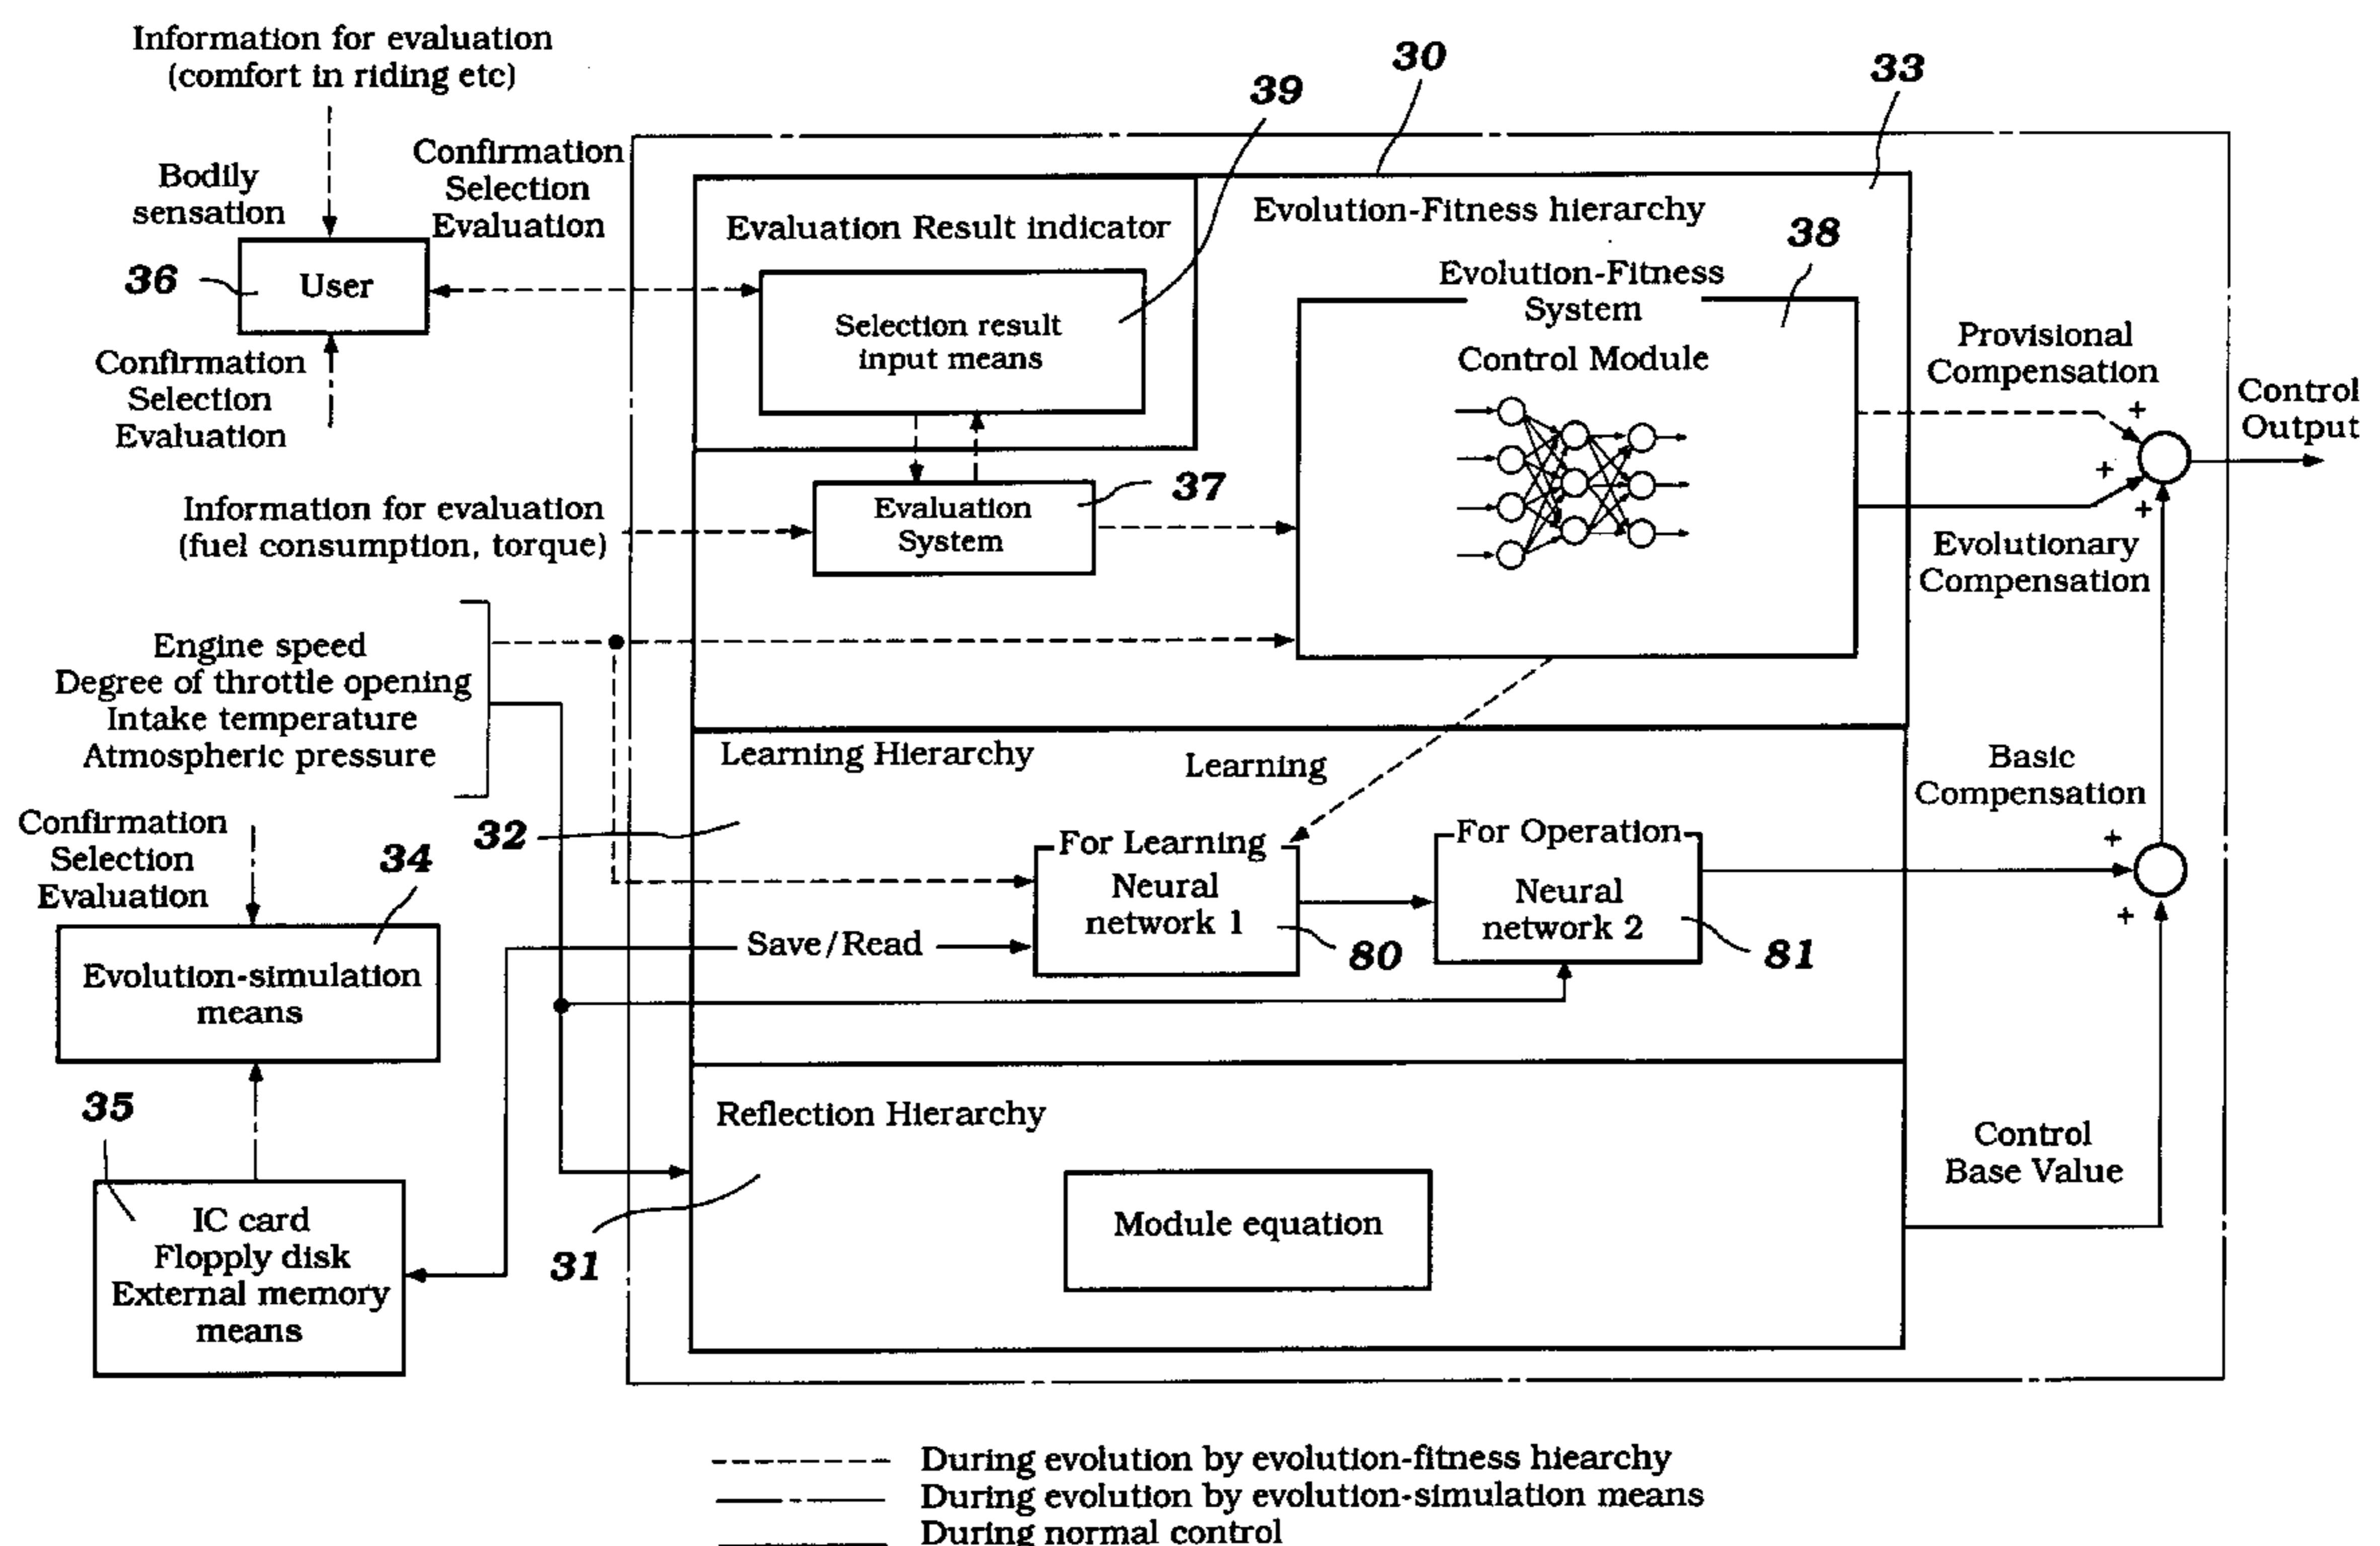 Information for evaluation
(comfort in riding etc)
30
33
39
Confirmation
Selection
Evaluation
Bodily
sensation
36
User
Confirmation
Selection
Evaluation
Evaluation Result indicator
Selection result
input means
Evolution-Fitness hierarchy
38
Evolution-Fitness
System
Control Module
Provisional
Compensation
+
+
+
Control
Output
Information for evaluation
(fuel consumption, torque)
Evaluation
System
37
Evolutionary
Compensation
Engine speed
Degree of throttle opening
Intake temperature
Atmospheric pressure
Learning Hierarchy
Learning
Basic
Compensation
+
+
32
For Learning
Neural
network 1
80
For Operation
Neural
network 2
81
Save/Read
Confirmation
Selection
Evaluation
34
Evolution-simulation
means
35
IC card
Flopply disk
External memory
means
Reflection Hierarchy
31
Module equation
Control
Base Value
During evolution by evolution-fitness hiearchy
During evolution by evolution-simulation means
During normal control